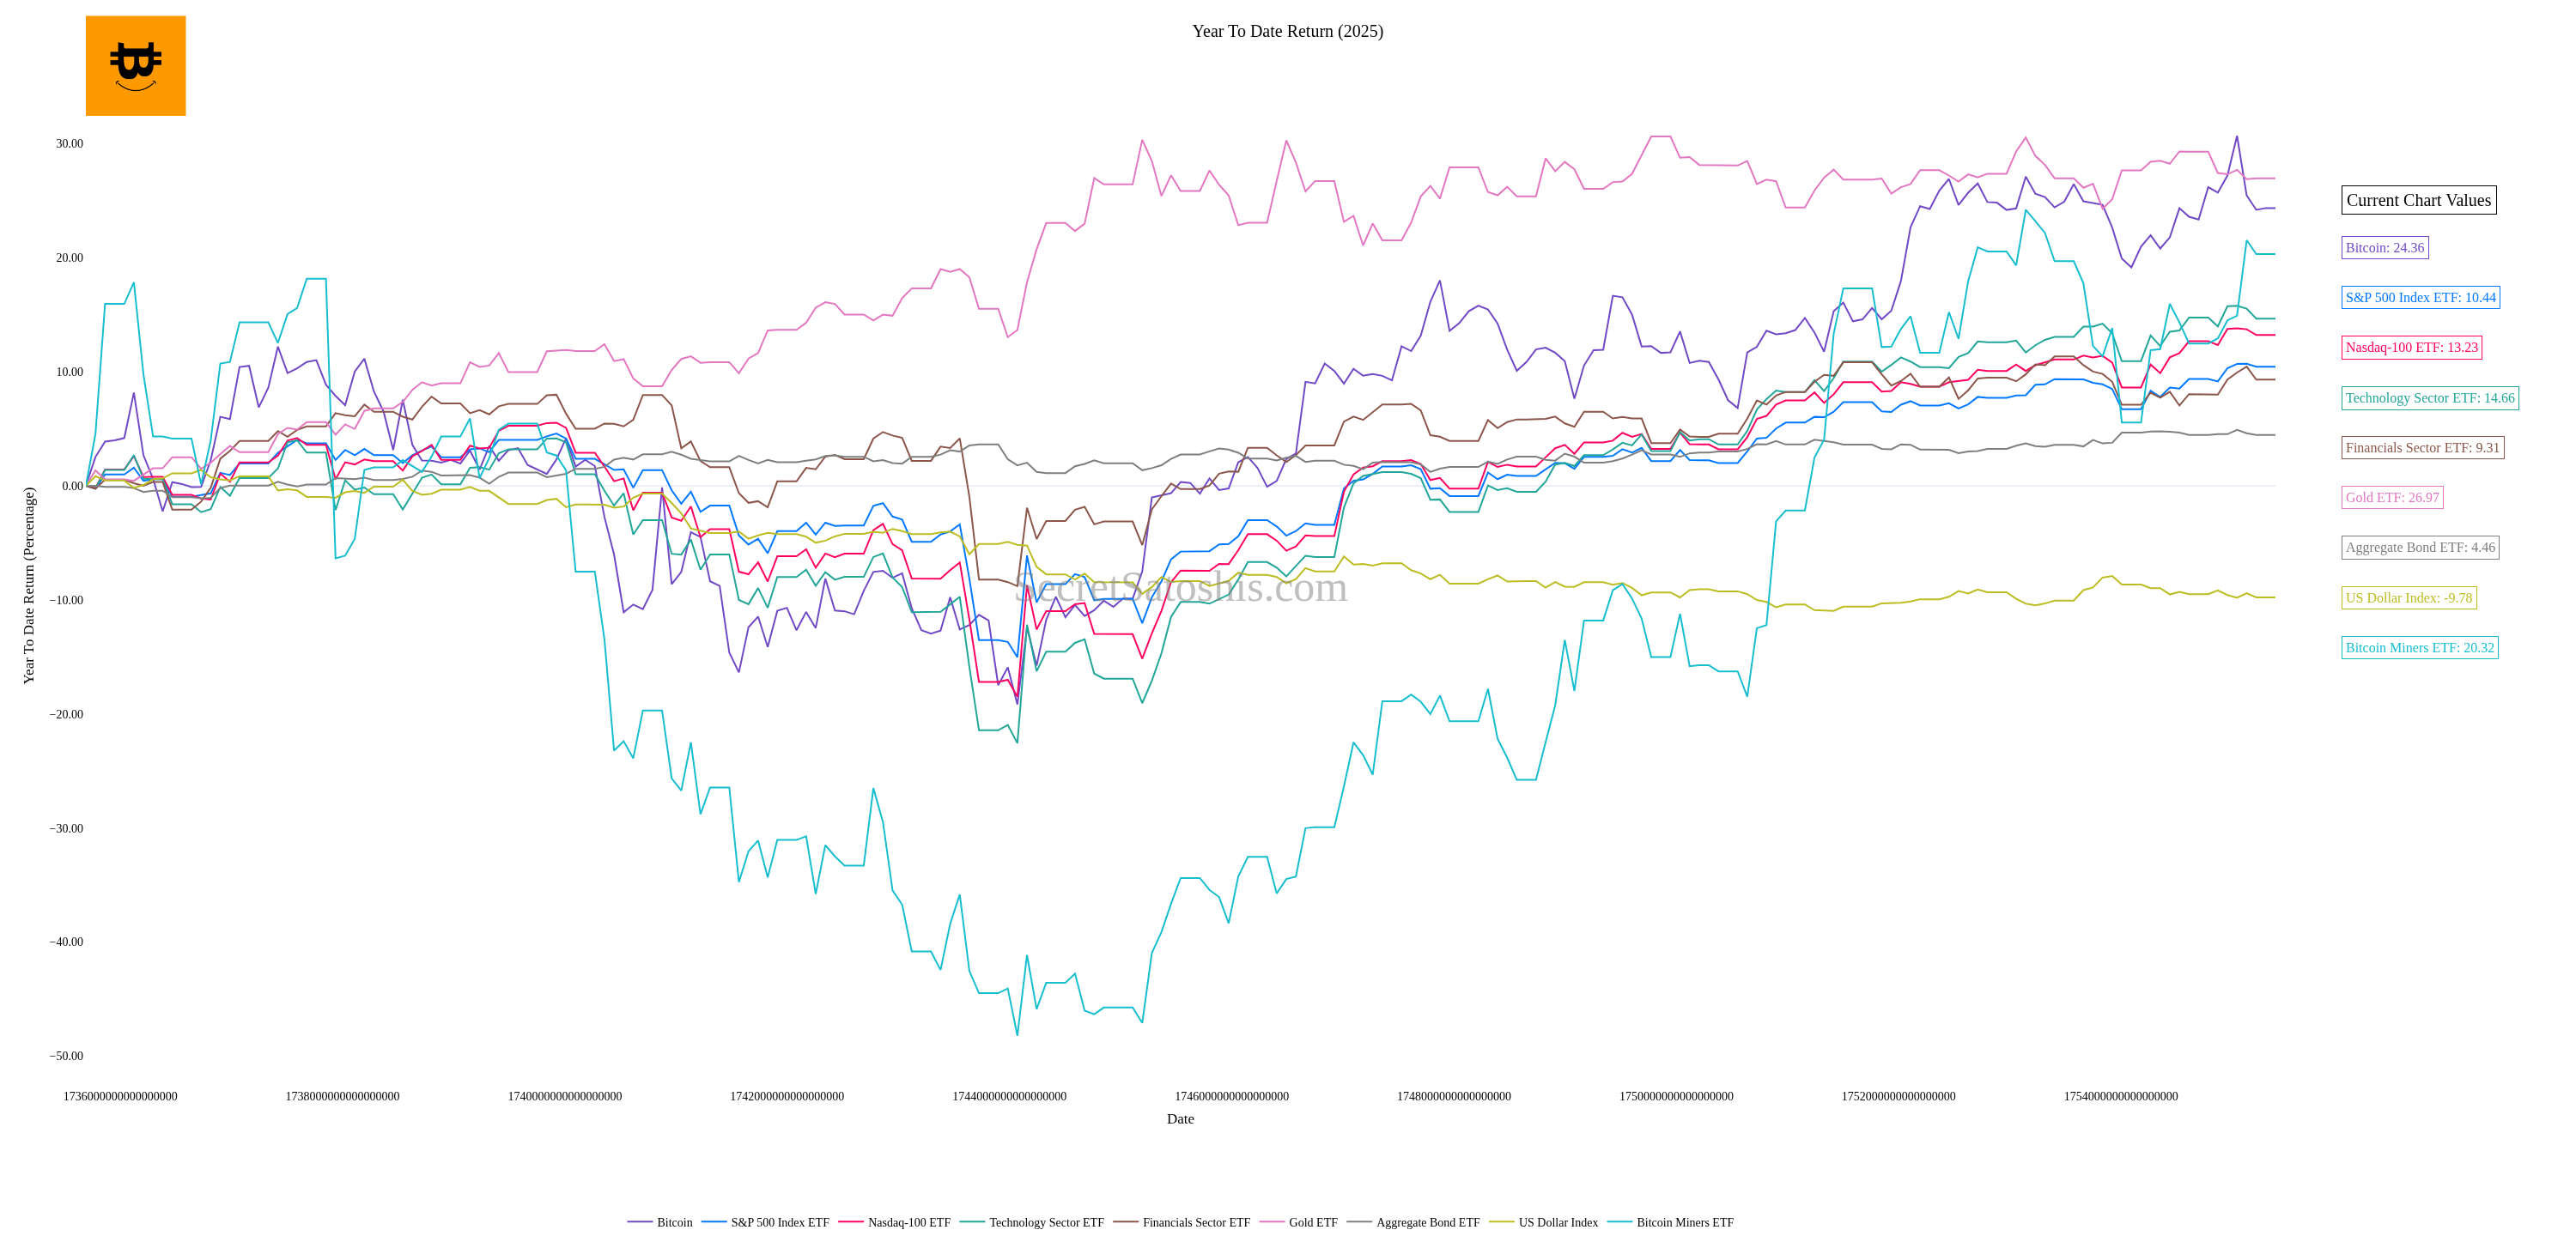 Year To Date Return (2025)
30.00
20.00
10.00
0.00
−10.00
−20.00
−30.00
−40.00
−50.00
Year To Date Return (Percentage)
SecretSatoshis.com
Current Chart Values
Bitcoin: 24.36
S&P 500 Index ETF: 10.44
Nasdaq-100 ETF: 13.23
Technology Sector ETF: 14.66
Financials Sector ETF: 9.31
Gold ETF: 26.97
Aggregate Bond ETF: 4.46
US Dollar Index: -9.78
Bitcoin Miners ETF: 20.32
1736000000000000000 1738000000000000000 1740000000000000000 1742000000000000000 1744000000000000000 1746000000000000000 1748000000000000000 1750000000000000000 1752000000000000000 1754000000000000000
Date
Bitcoin S&P 500 Index ETF Nasdaq-100 ETF Technology Sector ETF Financials Sector ETF Gold ETF Aggregate Bond ETF US Dollar Index Bitcoin Miners ETF